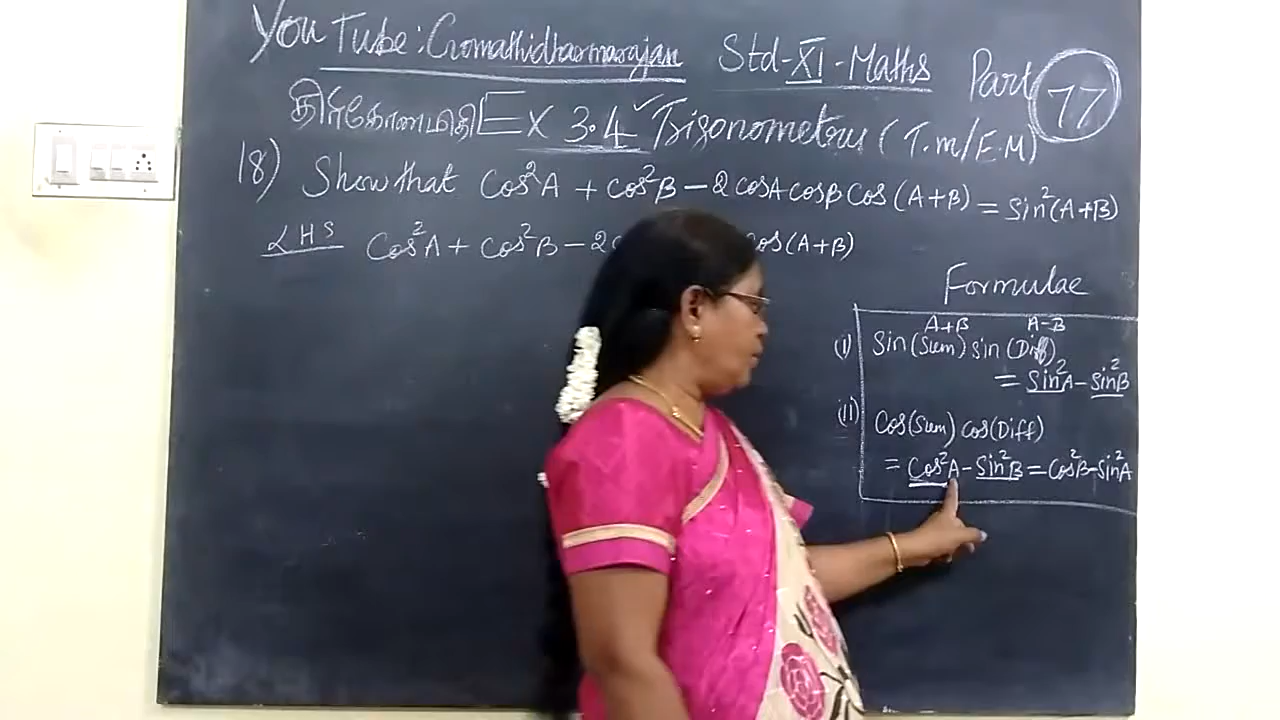 YouTube: Gomathidharmarajan Std-XI-Maths Part 77
திரிகோணமிதி Ex 3.4 ✓ Trigonometry (T.m/E.M)
18) Show that Cos²A + Cos²B - 2 cosA cosB Cos (A+B) = Sin²(A+B)
LHS Cos²A + Cos²B - 2 Cos(A+B)
Formulae
A+B A-B
(i) Sin(Sum) sin (Diff)
= Sin²A - Sin²B
(ii) Cos(Sum) cos(Diff)
= Cos²A - Sin²B = Cos²B - Sin²A